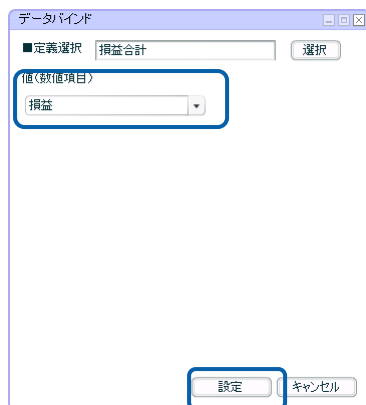 データバインド
■定義選択 損益合計 選択
値(数値項目)
損益
設定 キャンセル